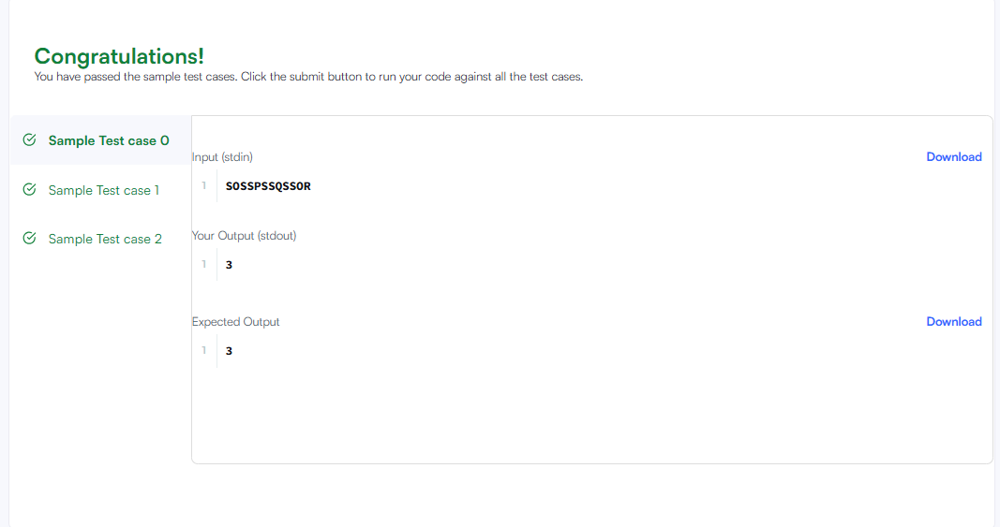 Congratulations!
You have passed the sample test cases. Click the submit button to run your code against all the test cases.
Sample Test case 0
Sample Test case 1
Sample Test case 2
Input (stdin)
Download
1 SOSSPSSQSSOR
Your Output (stdout)
1 3
Expected Output
Download
1 3